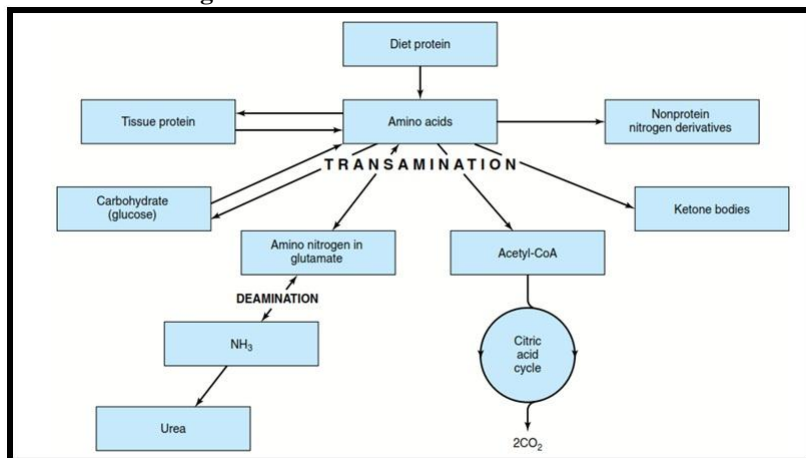 Diet protein
Tissue protein
Amino acids
Nonprotein
nitrogen derivatives
TRANSAMINATION
Carbohydrate
(glucose)
Ketone bodies
Amino nitrogen in
glutamate
Acetyl-CoA
DEAMINATION
NH₃
Citric
acid
cycle
Urea
2CO₂